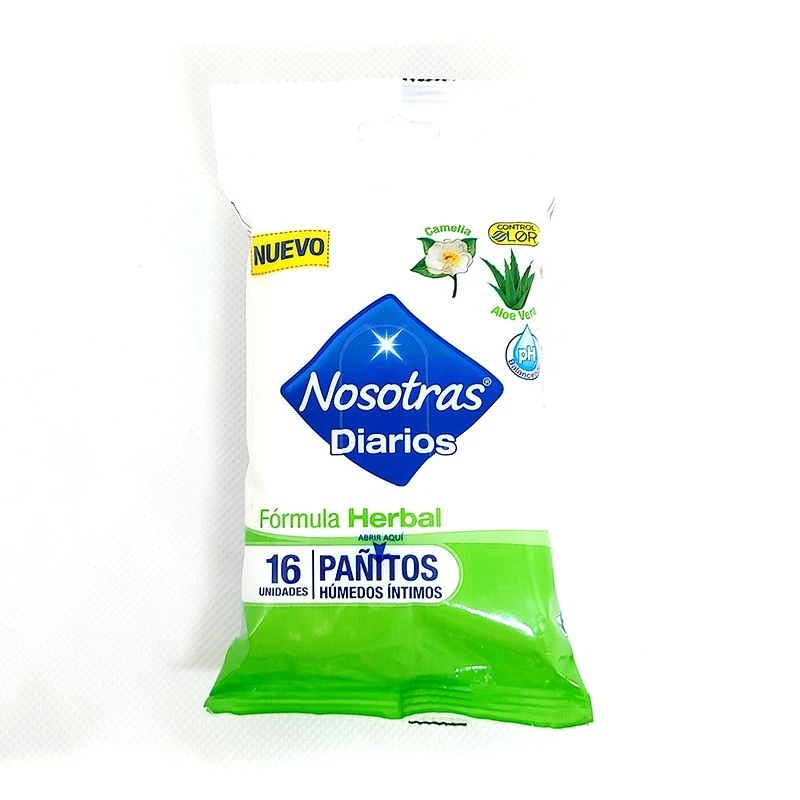 NUEVO
Camelia
CONTROL
OLOR
Aloe Vera
pH
Nosotras®
Diarios
Fórmula Herbal
ABRIR AQUÍ
16
UNIDADES
PAÑITOS
HÚMEDOS ÍNTIMOS